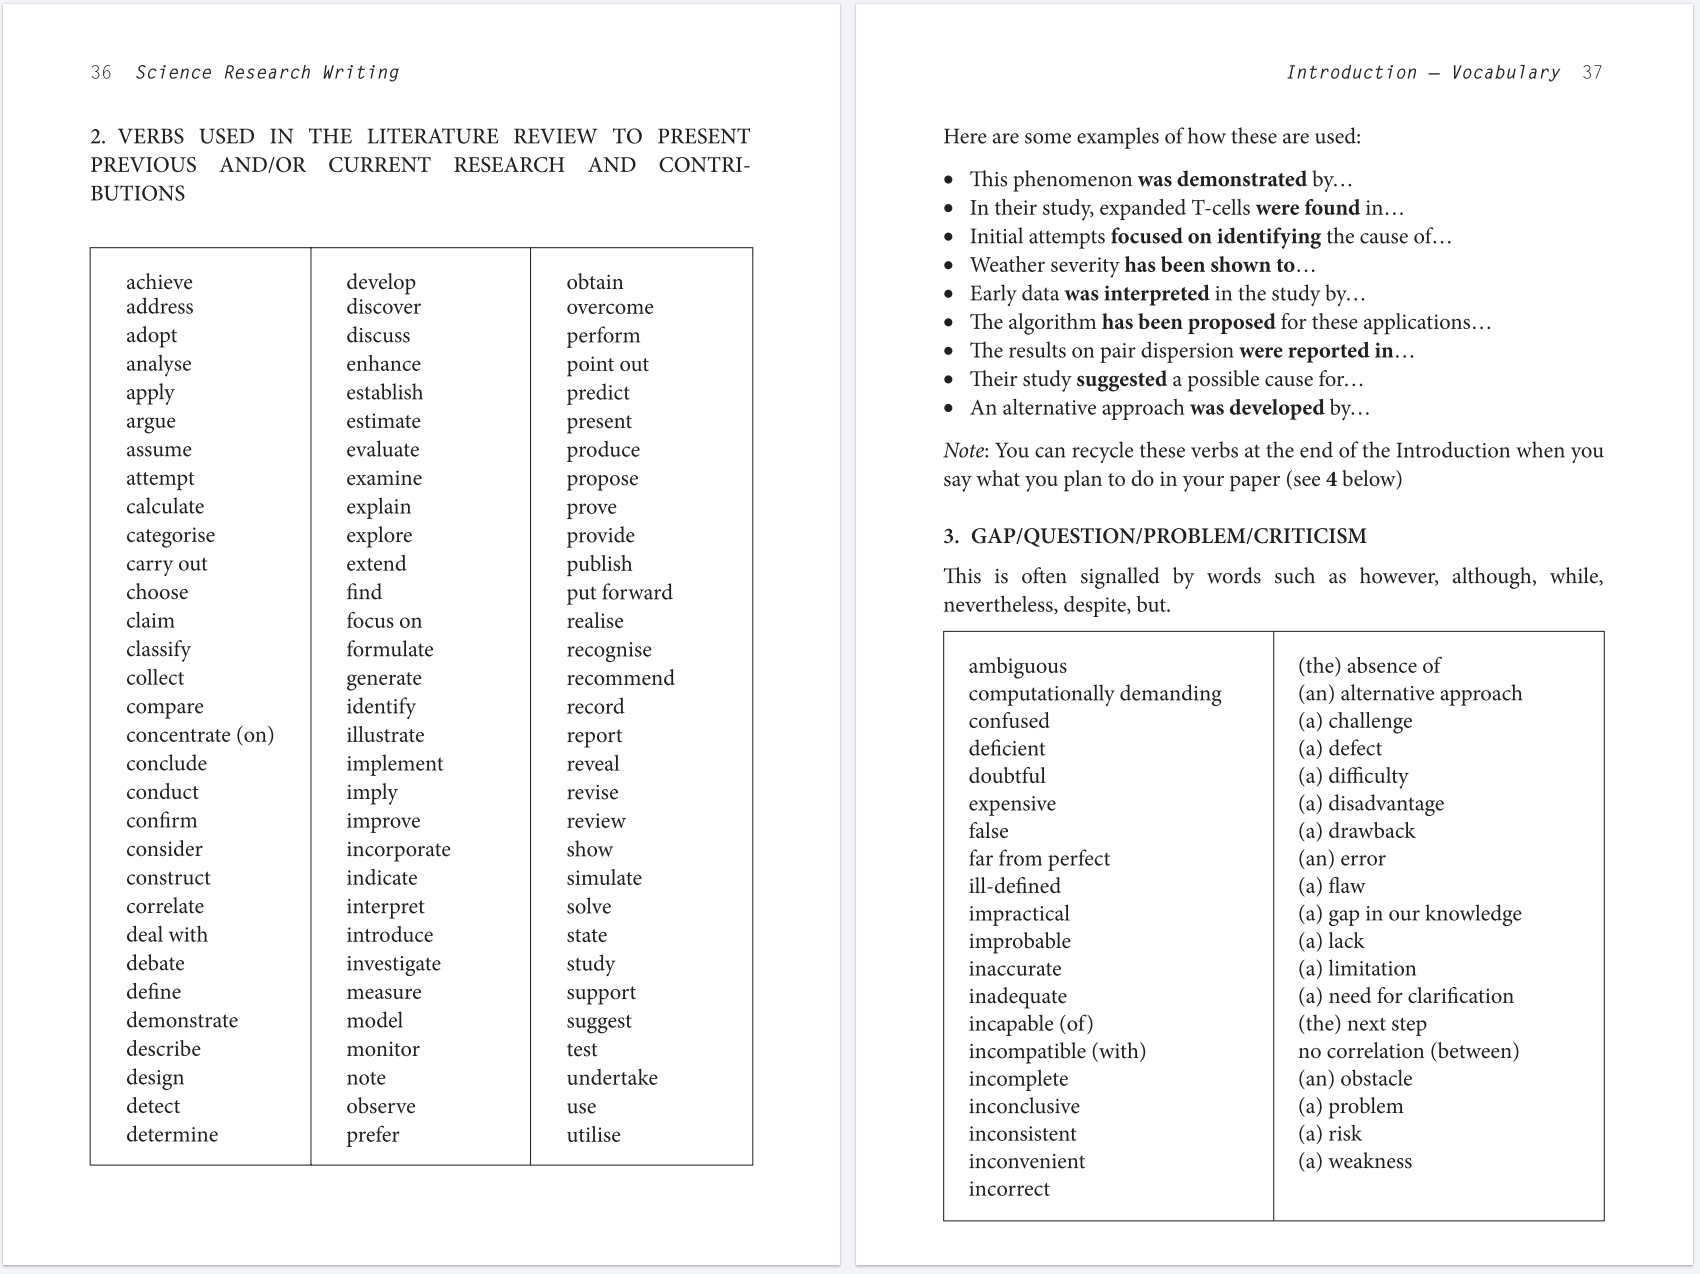 36 Science Research Writing
2. VERBS USED IN THE LITERATURE REVIEW TO PRESENT
PREVIOUS AND/OR CURRENT RESEARCH AND CONTRI-
BUTIONS
achieve
address
adopt
analyse
apply
argue
assume
attempt
calculate
categorise
carry out
choose
claim
classify
collect
compare
concentrate (on)
conclude
conduct
confirm
consider
construct
correlate
deal with
debate
define
demonstrate
describe
design
detect
determine
develop
discover
discuss
enhance
establish
estimate
evaluate
examine
explain
explore
extend
find
focus on
formulate
generate
identify
illustrate
implement
imply
improve
incorporate
indicate
interpret
introduce
investigate
measure
model
monitor
note
observe
prefer
obtain
overcome
perform
point out
predict
present
produce
propose
prove
provide
publish
put forward
realise
recognise
recommend
record
report
reveal
revise
review
show
simulate
solve
state
study
support
suggest
test
undertake
use
utilise
Introduction — Vocabulary 37
Here are some examples of how these are used:
• This phenomenon was demonstrated by…
• In their study, expanded T-cells were found in…
• Initial attempts focused on identifying the cause of…
• Weather severity has been shown to…
• Early data was interpreted in the study by…
• The algorithm has been proposed for these applications…
• The results on pair dispersion were reported in…
• Their study suggested a possible cause for…
• An alternative approach was developed by…
Note: You can recycle these verbs at the end of the Introduction when you
say what you plan to do in your paper (see 4 below)
3. GAP/QUESTION/PROBLEM/CRITICISM
This is often signalled by words such as however, although, while,
nevertheless, despite, but.
ambiguous
computationally demanding
confused
deficient
doubtful
expensive
false
far from perfect
ill-defined
impractical
improbable
inaccurate
inadequate
incapable (of)
incompatible (with)
incomplete
inconclusive
inconsistent
inconvenient
incorrect
(the) absence of
(an) alternative approach
(a) challenge
(a) defect
(a) difficulty
(a) disadvantage
(a) drawback
(an) error
(a) flaw
(a) gap in our knowledge
(a) lack
(a) limitation
(a) need for clarification
(the) next step
no correlation (between)
(an) obstacle
(a) problem
(a) risk
(a) weakness